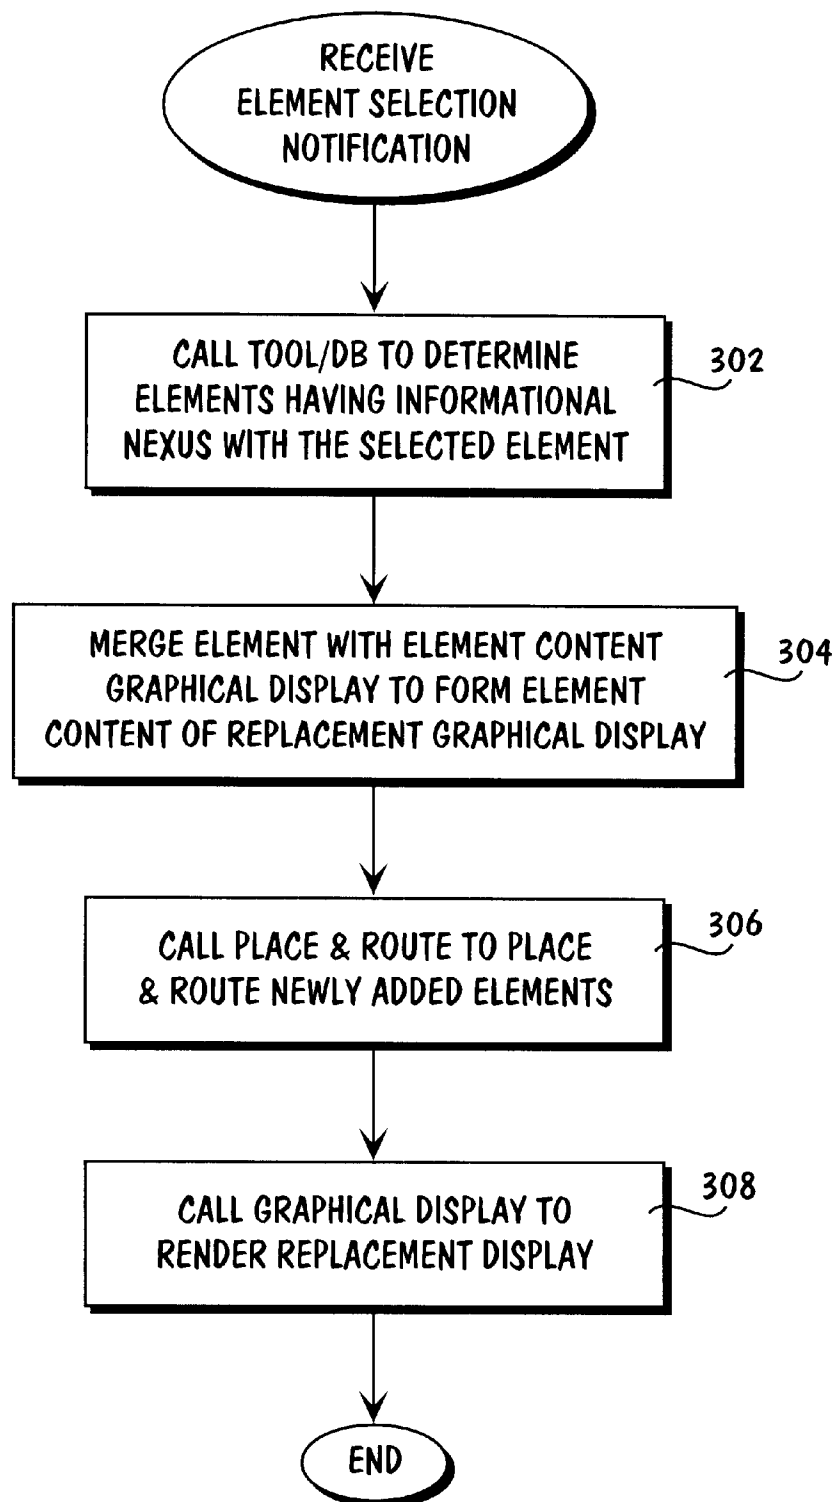 RECEIVE
ELEMENT SELECTION
NOTIFICATION
CALL TOOL/DB TO DETERMINE
ELEMENTS HAVING INFORMATIONAL
NEXUS WITH THE SELECTED ELEMENT
302
MERGE ELEMENT WITH ELEMENT CONTENT
GRAPHICAL DISPLAY TO FORM ELEMENT
CONTENT OF REPLACEMENT GRAPHICAL DISPLAY
304
CALL PLACE & ROUTE TO PLACE
& ROUTE NEWLY ADDED ELEMENTS
306
CALL GRAPHICAL DISPLAY TO
RENDER REPLACEMENT DISPLAY
308
END